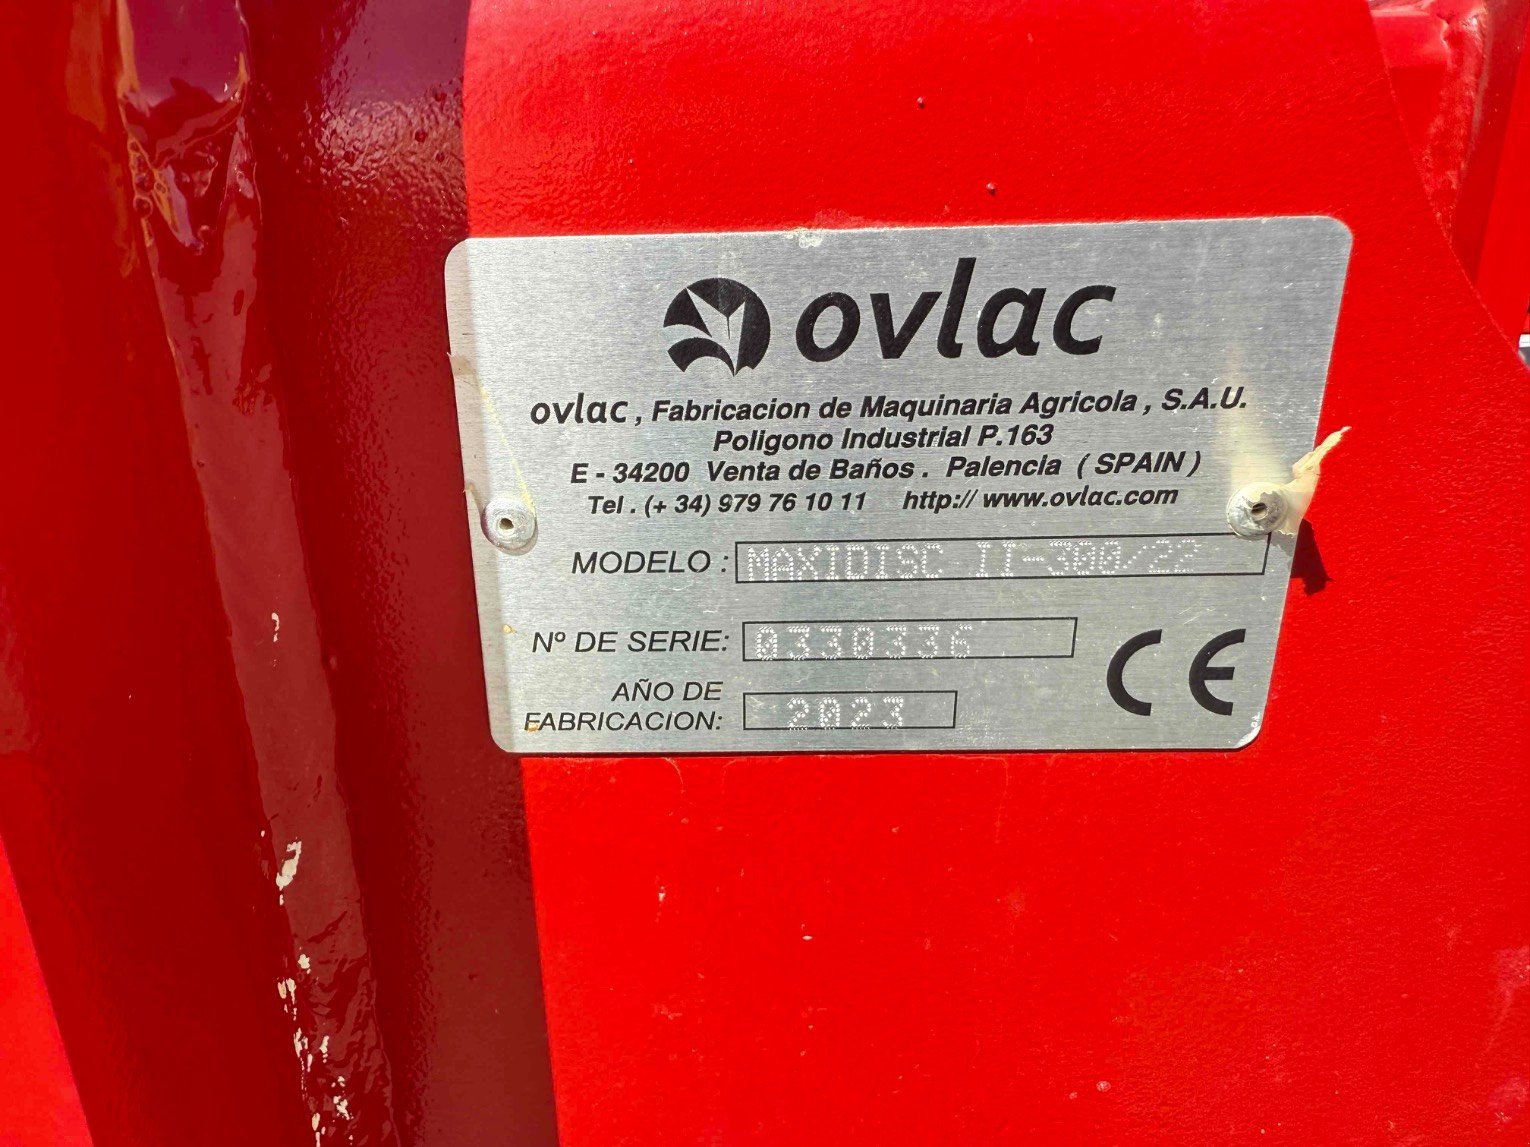 ovlac
ovlac, Fabricacion de Maquinaria Agricola, S.A.U.
Poligono Industrial P.163
E - 34200 Venta de Baños. Palencia (SPAIN)
Tel. (+ 34) 979 76 10 11 http:// www.ovlac.com
MODELO: MAXIDISC II-300/22
Nº DE SERIE: 0330336
AÑO DE
FABRICACION: 2023
CE